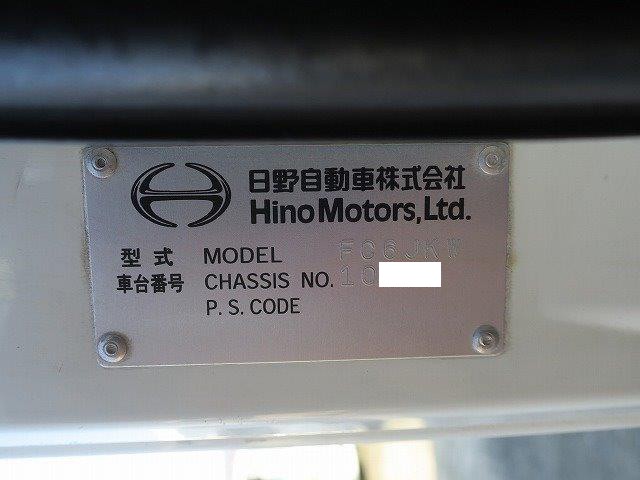 日野自動車株式会社
Hino Motors, Ltd.
型式 MODEL FC6JKW
車台番号 CHASSIS NO. 10
P. S. CODE